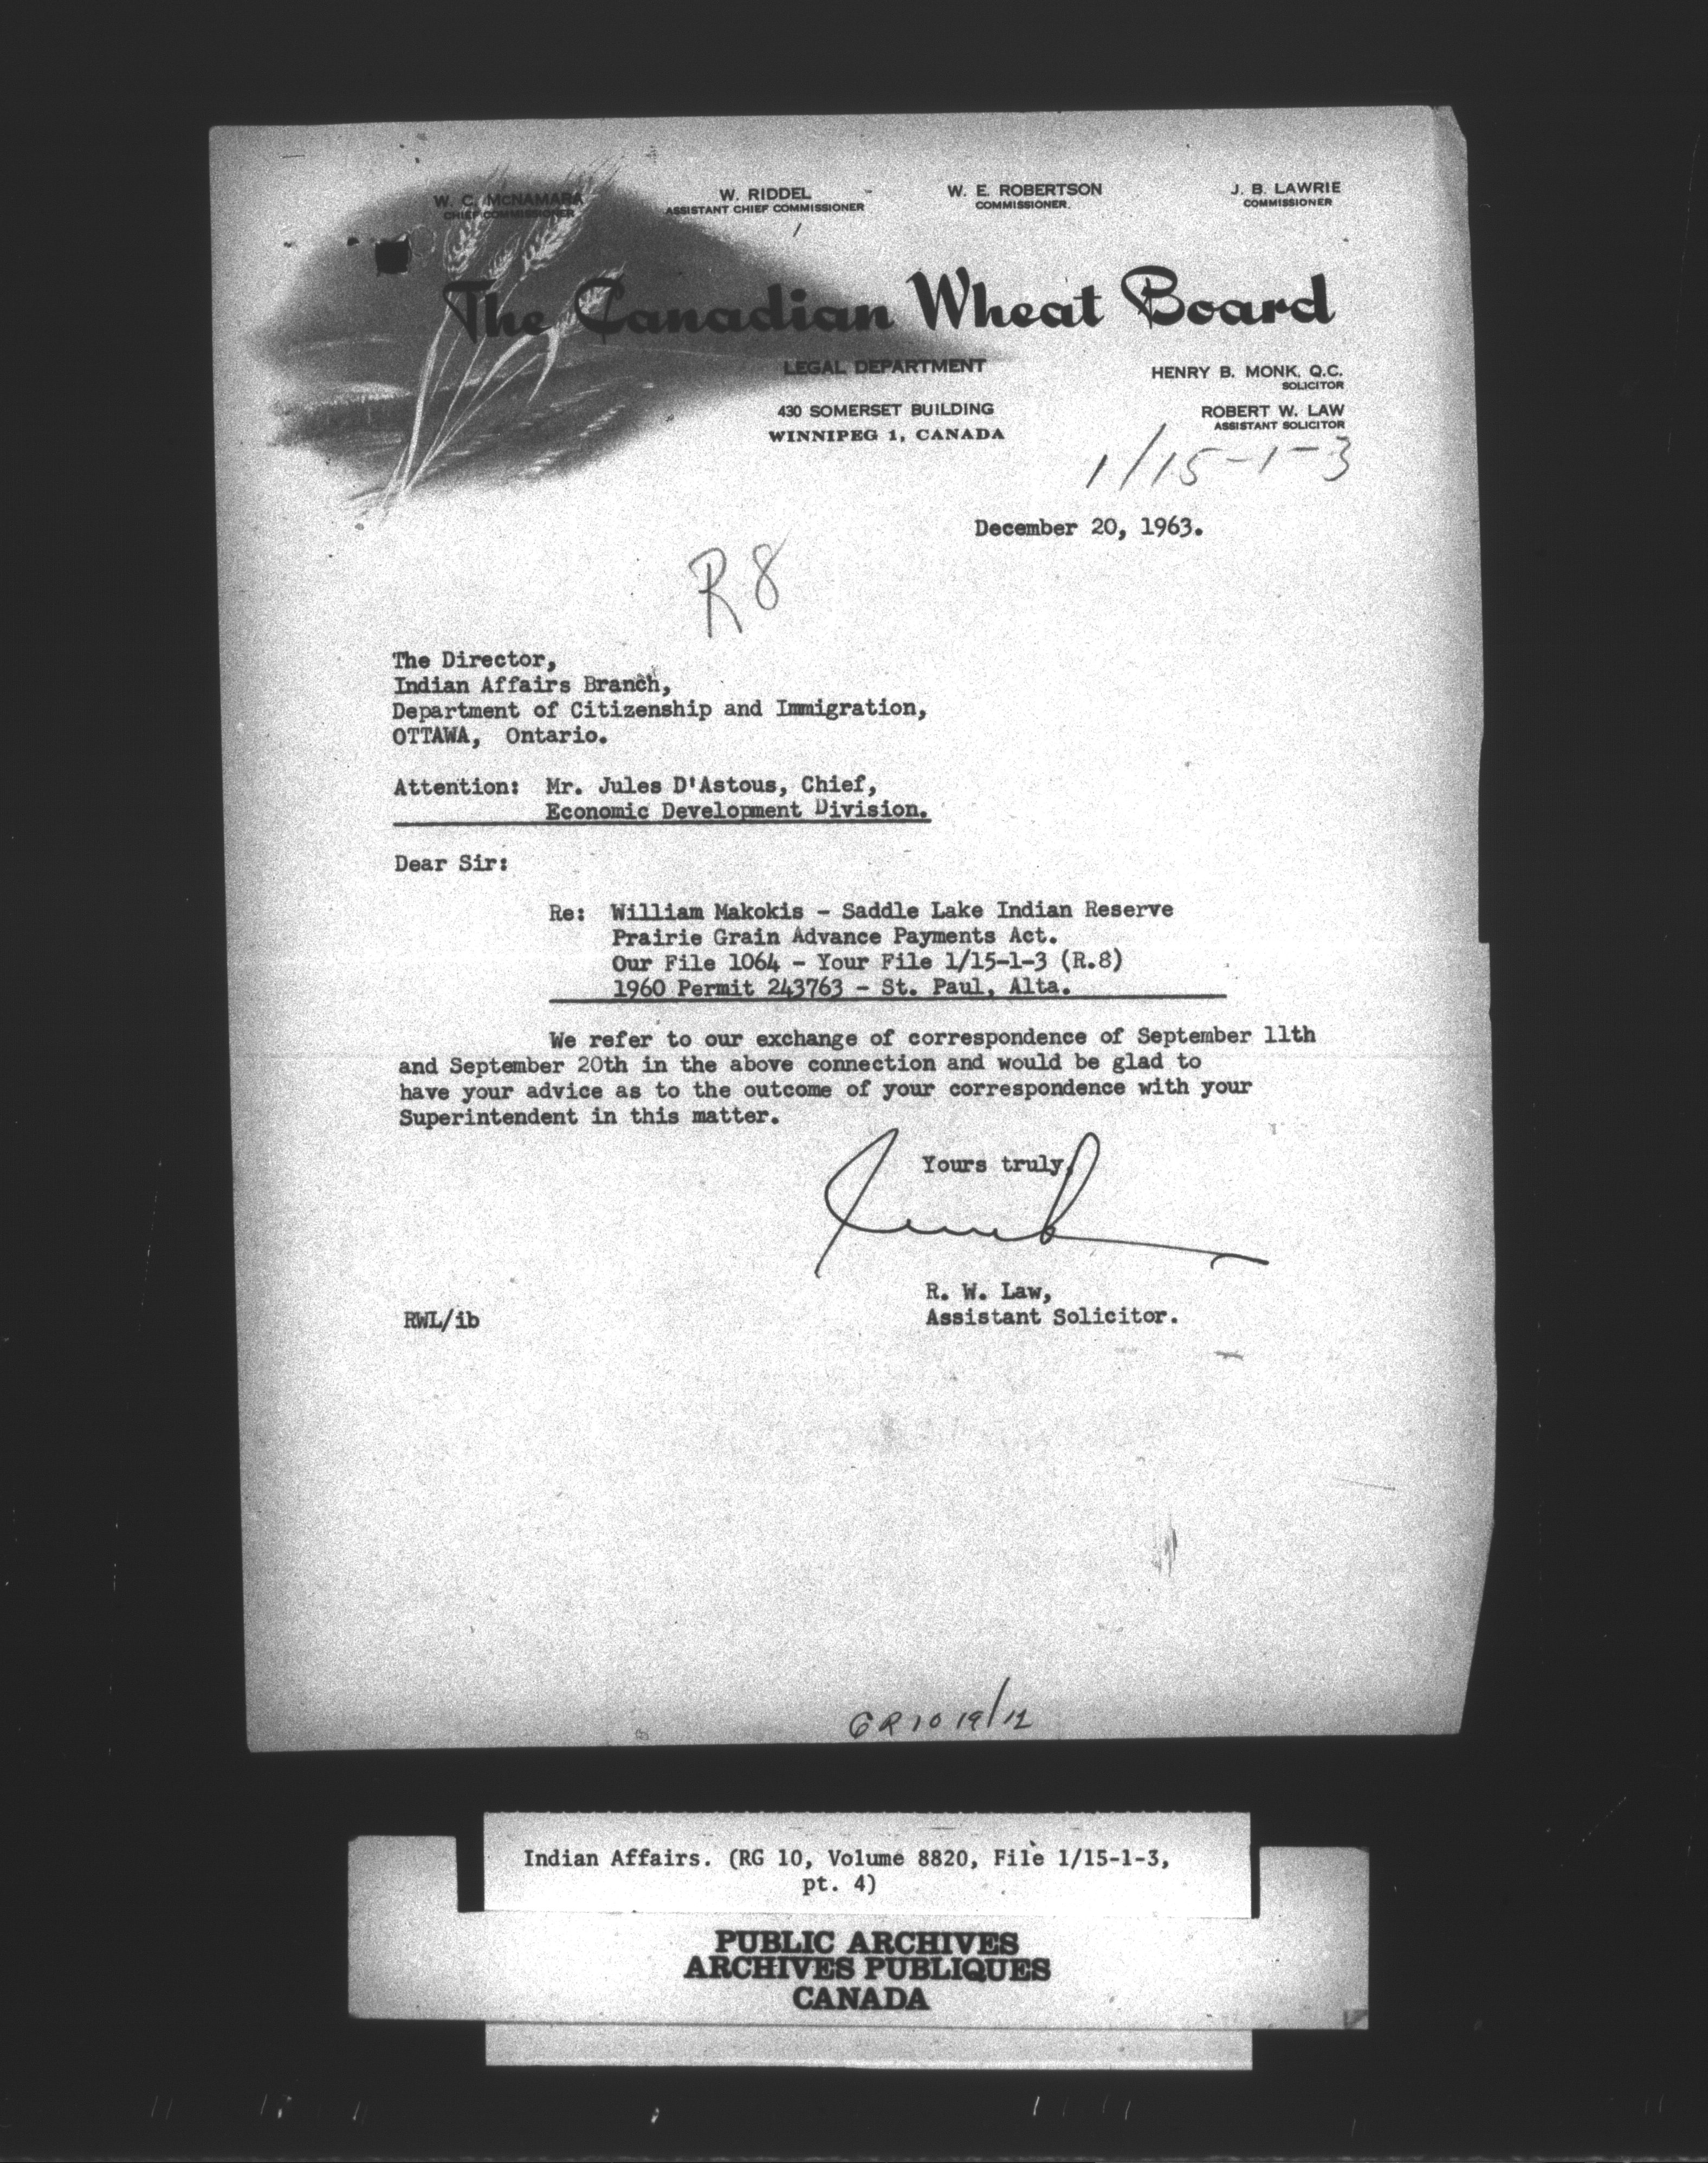 W. C. MCNAMARA
CHIEF COMMISSIONER
W. RIDDEL
ASSISTANT CHIEF COMMISSIONER
W. E. ROBERTSON
COMMISSIONER.
J. B. LAWRIE
COMMISSIONER
The Canadian Wheat Board
LEGAL DEPARTMENT
430 SOMERSET BUILDING
WINNIPEG 1, CANADA
HENRY B. MONK, Q.C.
SOLICITOR
ROBERT W. LAW
ASSISTANT SOLICITOR
1/15-1-3
December 20, 1963.
R8
The Director,
Indian Affairs Branch,
Department of Citizenship and Immigration,
OTTAWA, Ontario.
Attention: Mr. Jules D'Astous, Chief,
Economic Development Division.
Dear Sir:
Re: William Makokis - Saddle Lake Indian Reserve
Prairie Grain Advance Payments Act.
Our File 1064 - Your File 1/15-1-3 (R.8)
1960 Permit 243763 - St. Paul, Alta.
We refer to our exchange of correspondence of September 11th
and September 20th in the above connection and would be glad to
have your advice as to the outcome of your correspondence with your
Superintendent in this matter.
Yours truly,
R. W. Law,
Assistant Solicitor.
RWL/ib
Indian Affairs. (RG 10, Volume 8820, File 1/15-1-3,
pt. 4)
PUBLIC ARCHIVES
ARCHIVES PUBLIQUES
CANADA